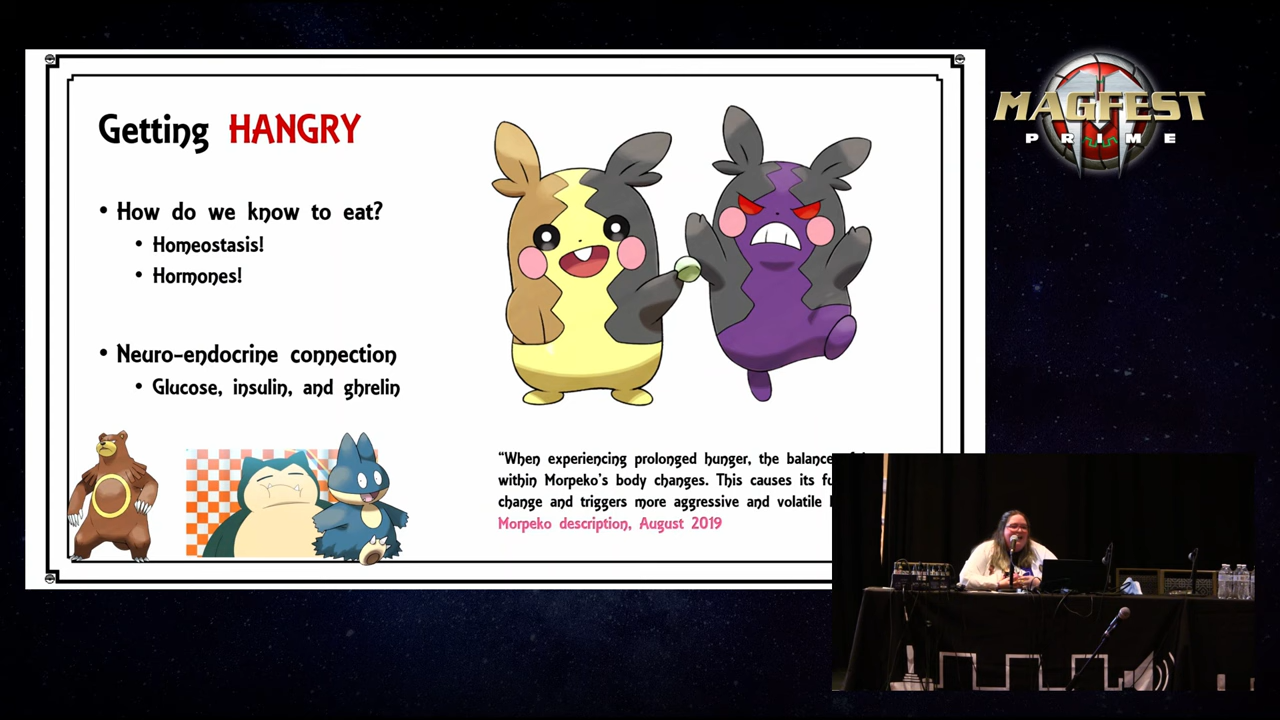 Getting HANGRY
• How do we know to eat?
• Homeostasis!
• Hormones!
• Neuro-endocrine connection
• Glucose, insulin, and ghrelin
“When experiencing prolonged hunger, the balance
within Morpeko’s body changes. This causes its
change and triggers more aggressive and volatile
Morpeko description, August 2019
MAGFEST
PRIME